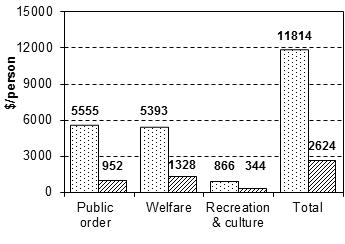 15000
12000
9000
6000
3000
0
$/person
5555
952
5393
1328
866
344
11814
2624
Public
order
Welfare
Recreation
& culture
Total